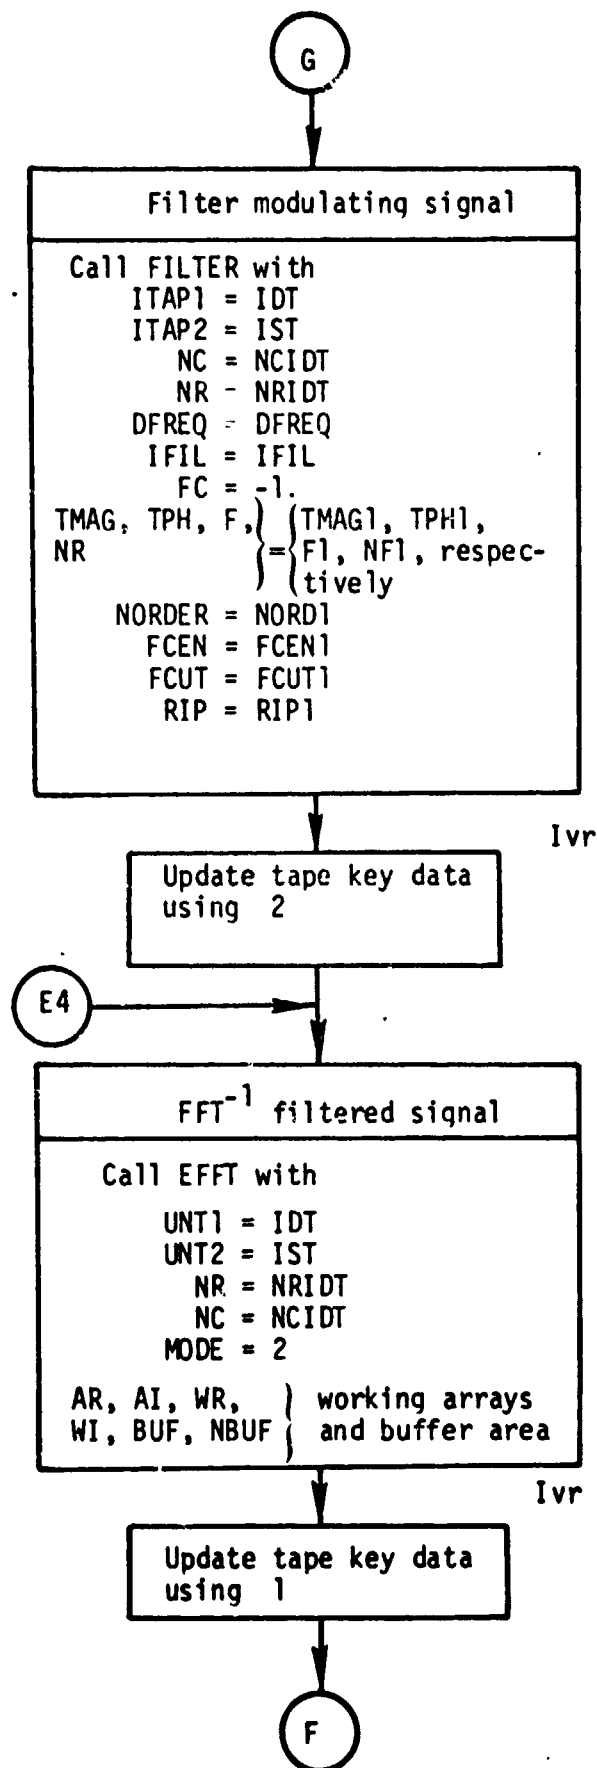 G
Filter modulating signal
Call FILTER with
ITAP1 = IDT
ITAP2 = IST
NC = NCIDT
NR - NRIDT
DFREQ = DFREQ
IFIL = IFIL
FC = -1.
TMAG, TPH, F, } = { TMAG1, TPH1,
NR F1, NF1, respec-
tively
NORDER = NORD1
FCEN = FCEN1
FCUT = FCUT1
RIP = RIP1
Ivr
Update tape key data
using 2
E4
FFT-1 filtered signal
Call EFFT with
UNT1 = IDT
UNT2 = IST
NR = NRIDT
NC = NCIDT
MODE = 2
AR, AI, WR, } working arrays
WI, BUF, NBUF { and buffer area
Ivr
Update tape key data
using 1
F